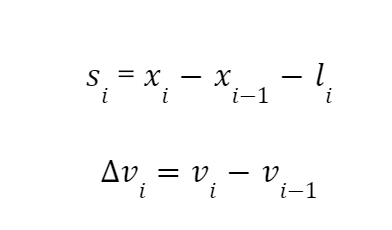 s_i = x_i − x_{i−1} − l_i
Δv_i = v_i − v_{i−1}